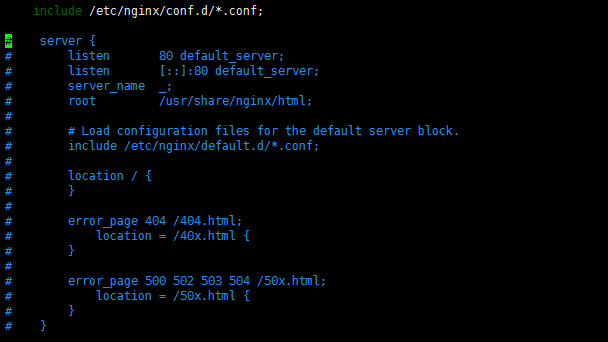 include /etc/nginx/conf.d/*.conf;

#    server {
#        listen       80 default_server;
#        listen       [::]:80 default_server;
#        server_name  _;
#        root         /usr/share/nginx/html;
#
#        # Load configuration files for the default server block.
#        include /etc/nginx/default.d/*.conf;
#
#        location / {
#        }
#
#        error_page 404 /404.html;
#            location = /40x.html {
#        }
#
#        error_page 500 502 503 504 /50x.html;
#            location = /50x.html {
#        }
#    }